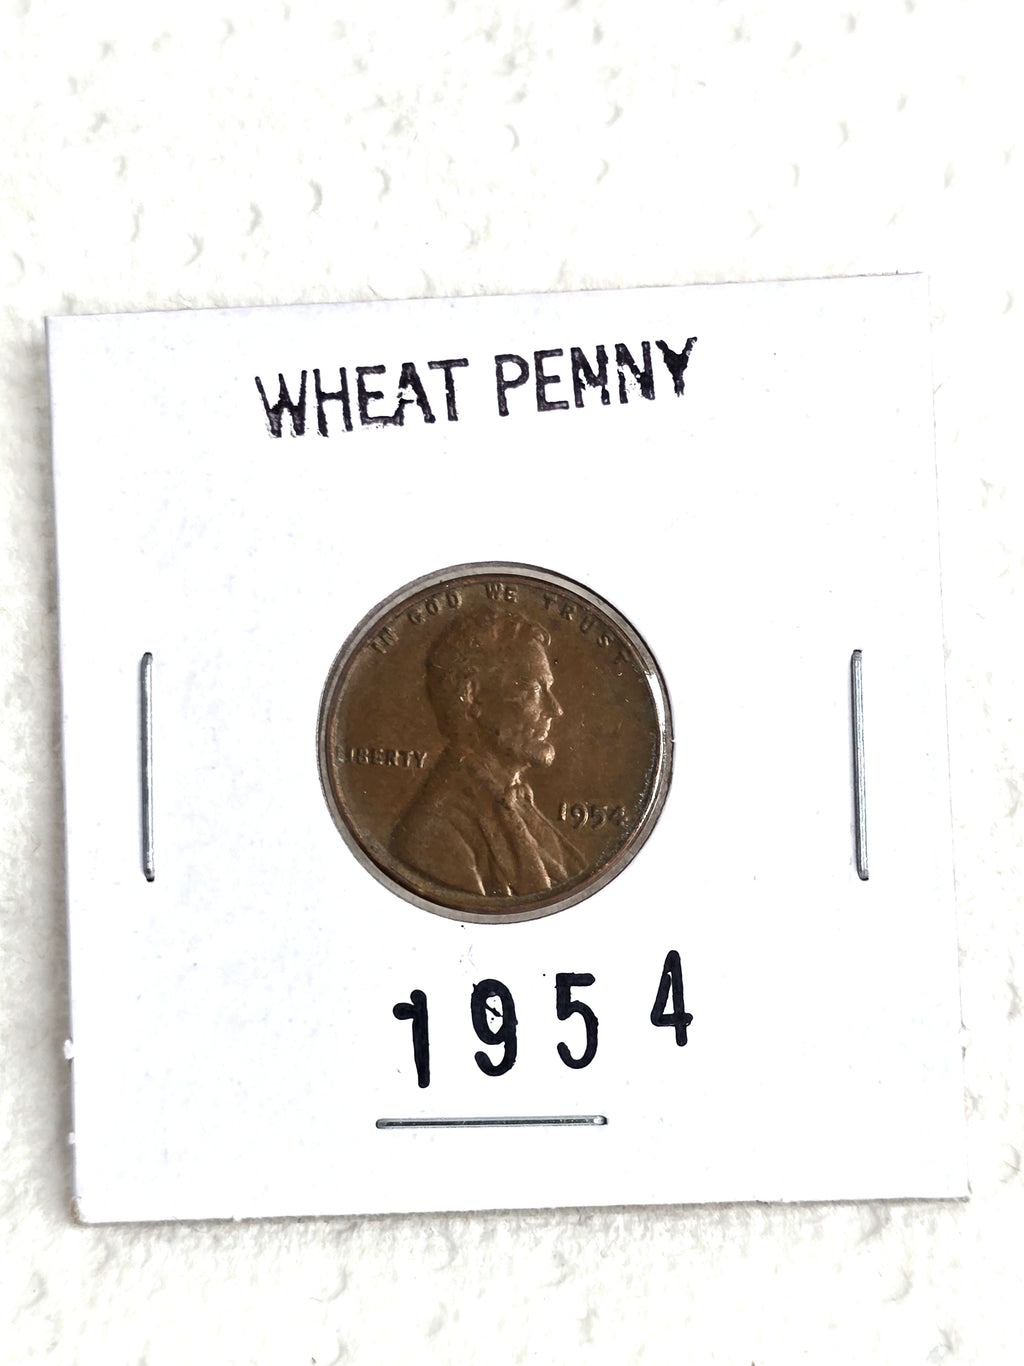 WHEAT PENNY
IN GOD WE TRUST
LIBERTY
1954
1954